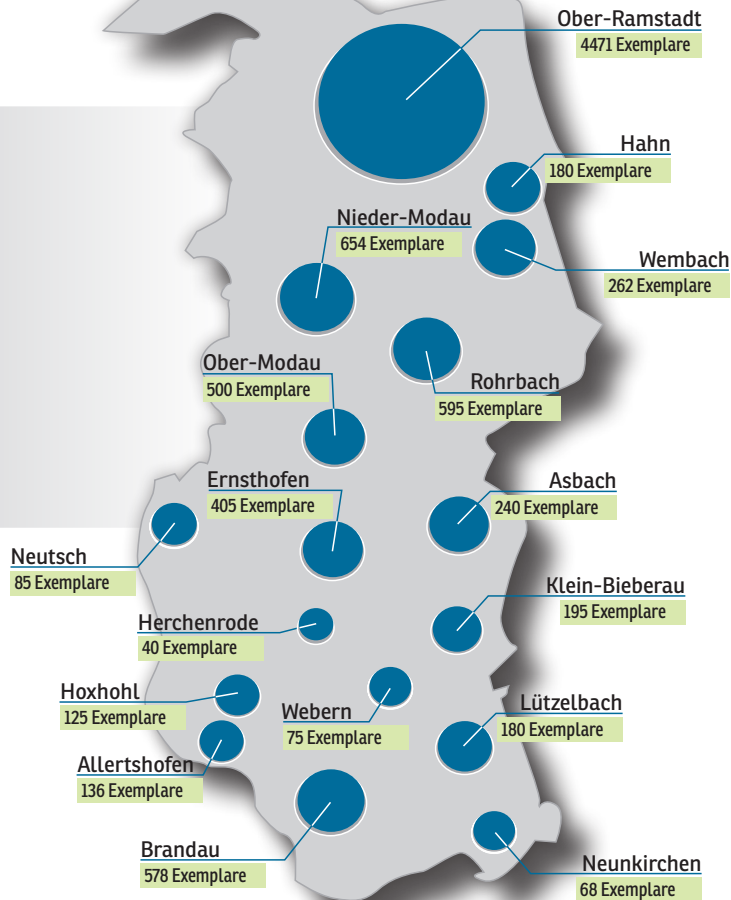 Ober-Ramstadt
4471 Exemplare
Hahn
180 Exemplare
Nieder-Modau
654 Exemplare
Wembach
262 Exemplare
Ober-Modau
500 Exemplare
Rohrbach
595 Exemplare
Ernsthofen
405 Exemplare
Asbach
240 Exemplare
Neutsch
85 Exemplare
Klein-Bieberau
195 Exemplare
Herchenrode
40 Exemplare
Hoxhohl
125 Exemplare
Webern
75 Exemplare
Lützelbach
180 Exemplare
Allertshofen
136 Exemplare
Brandau
578 Exemplare
Neunkirchen
68 Exemplare